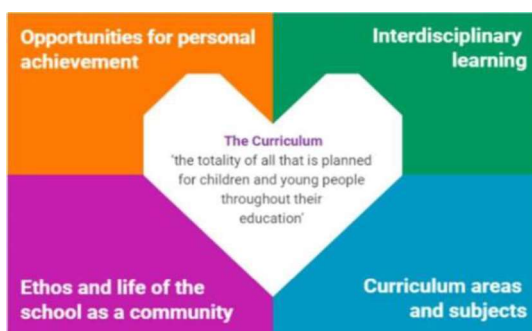 Opportunities for personal
achievement
Interdisciplinary
learning
The Curriculum
'the totality of all that is planned
for children and young people
throughout their
education'
Ethos and life of the
school as a community
Curriculum areas
and subjects